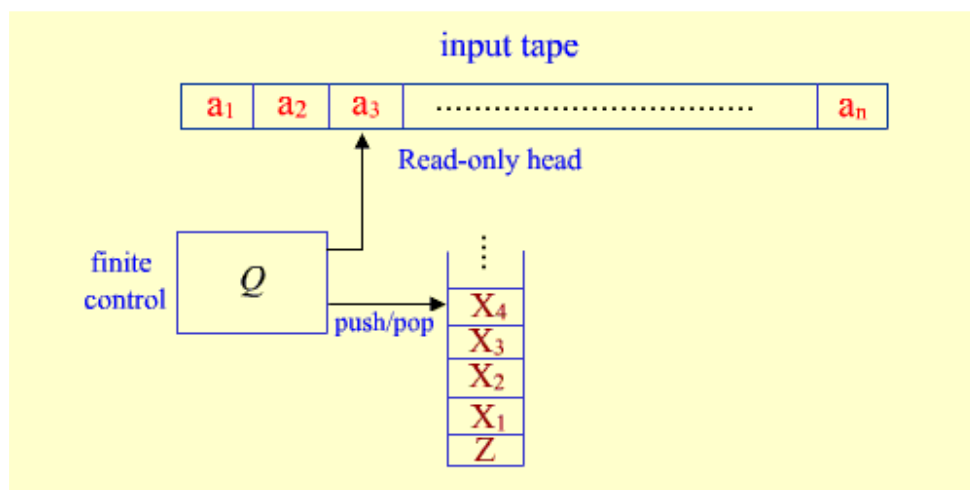 input tape
a₁ a₂ a₃ ................................ aₙ
Read-only head
finite
control
Q
push/pop
X₄
X₃
X₂
X₁
Z